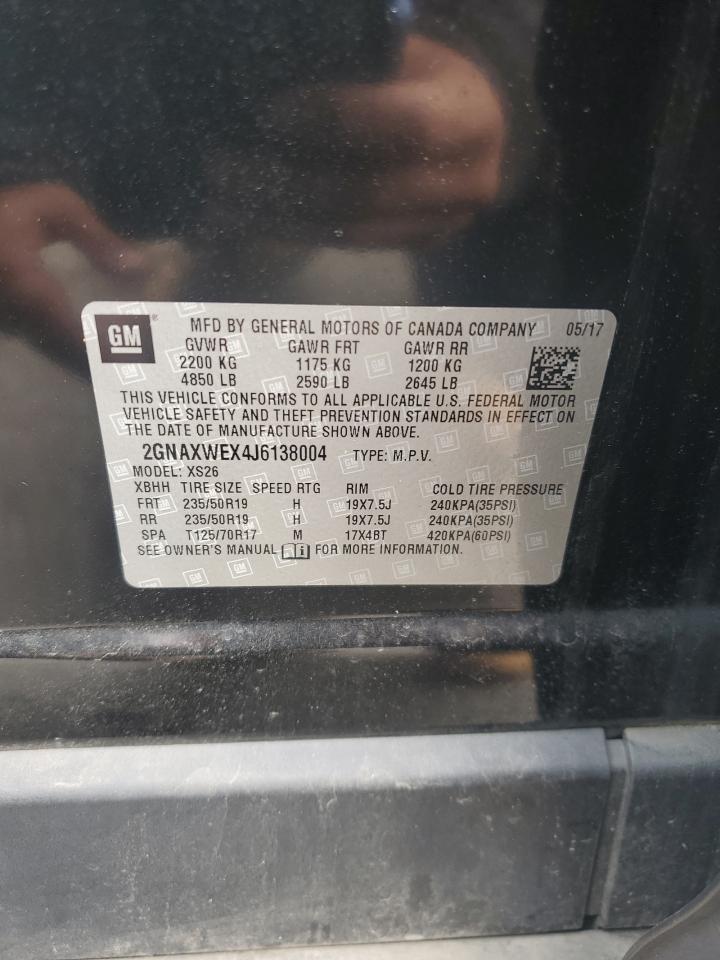 GM® MFD BY GENERAL MOTORS OF CANADA COMPANY 05/17
GVWR GAWR FRT GAWR RR
2200 KG 1175 KG 1200 KG
4850 LB 2590 LB 2645 LB
THIS VEHICLE CONFORMS TO ALL APPLICABLE U.S. FEDERAL MOTOR
VEHICLE SAFETY AND THEFT PREVENTION STANDARDS IN EFFECT ON
THE DATE OF MANUFACTURE SHOWN ABOVE.
2GNAXWEX4J6138004 TYPE: M.P.V.
MODEL: XS26
XBHH TIRE SIZE SPEED RTG RIM COLD TIRE PRESSURE
FRT 235/50R19 H 19X7.5J 240KPA(35PSI)
RR 235/50R19 H 19X7.5J 240KPA(35PSI)
SPA T125/70R17 M 17X4BT 420KPA(60PSI)
SEE OWNER'S MANUAL FOR MORE INFORMATION.